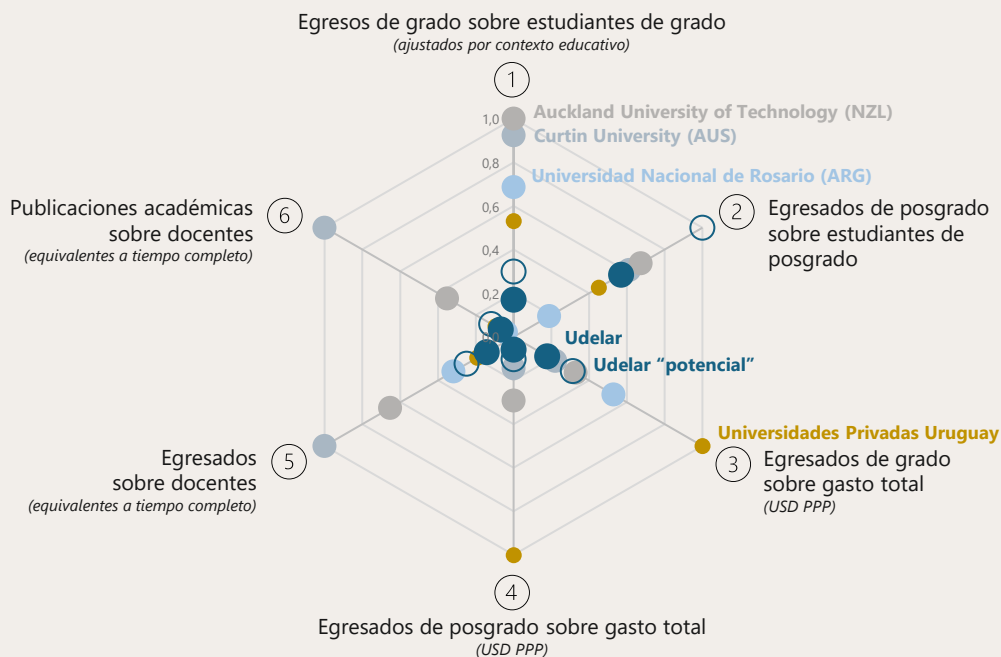 Egresos de grado sobre estudiantes de grado
(ajustados por contexto educativo)
1
1,0
Auckland University of Technology (NZL)
Curtin University (AUS)
0,8
Universidad Nacional de Rosario (ARG)
0,6
0,4
0,2
0,0
2
Egresados de posgrado
sobre estudiantes de
posgrado
Publicaciones académicas
sobre docentes
(equivalentes a tiempo completo)
6
Udelar
Udelar “potencial”
Universidades Privadas Uruguay
3
Egresados de grado
sobre gasto total
(USD PPP)
Egresados
sobre docentes
(equivalentes a tiempo completo)
5
4
Egresados de posgrado sobre gasto total
(USD PPP)